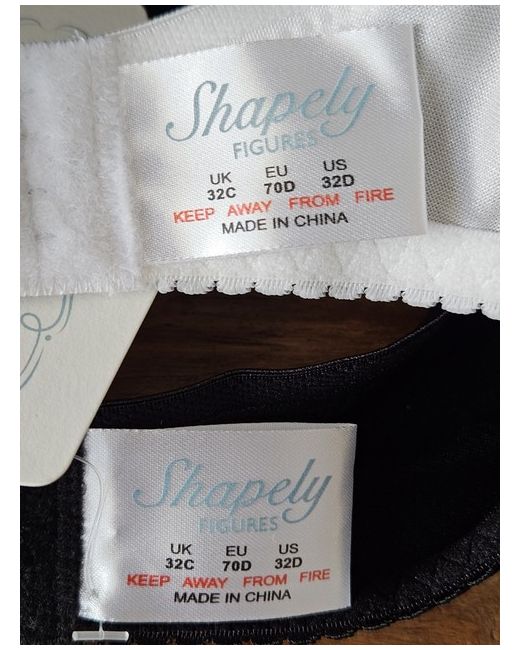 Shapely
FIGURES
UK EU US
32C 70D 32D
KEEP AWAY FROM FIRE
MADE IN CHINA
Shapely
FIGURES
UK EU US
32C 70D 32D
KEEP AWAY FROM FIRE
MADE IN CHINA